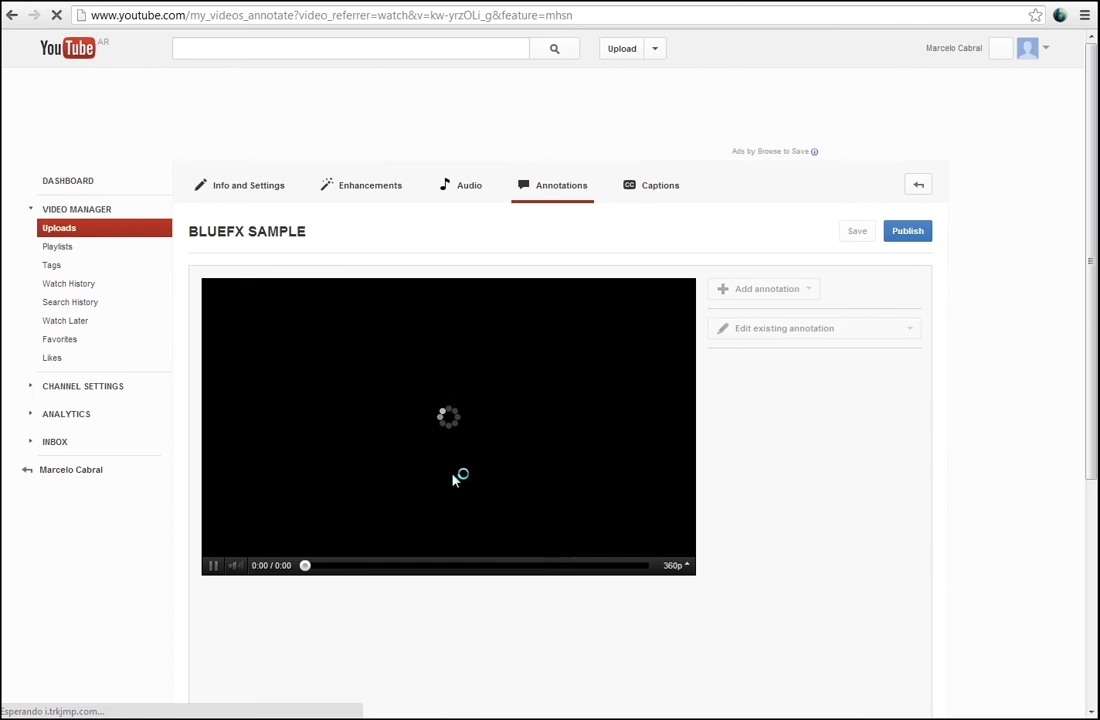 www.youtube.com/my_videos_annotate?video_referrer=watch&v=kw-yrzOLi_g&feature=mhsn
YouTube AR
Upload
Marcelo Cabral
Ads by Browse to Save
DASHBOARD
VIDEO MANAGER
Uploads
Playlists
Tags
Watch History
Search History
Watch Later
Favorites
Likes
CHANNEL SETTINGS
ANALYTICS
INBOX
Marcelo Cabral
Info and Settings
Enhancements
Audio
Annotations
CC Captions
BLUEFX SAMPLE
Save
Publish
Add annotation
Edit existing annotation
0:00 / 0:00
360p
Esperando i.trkjmp.com...